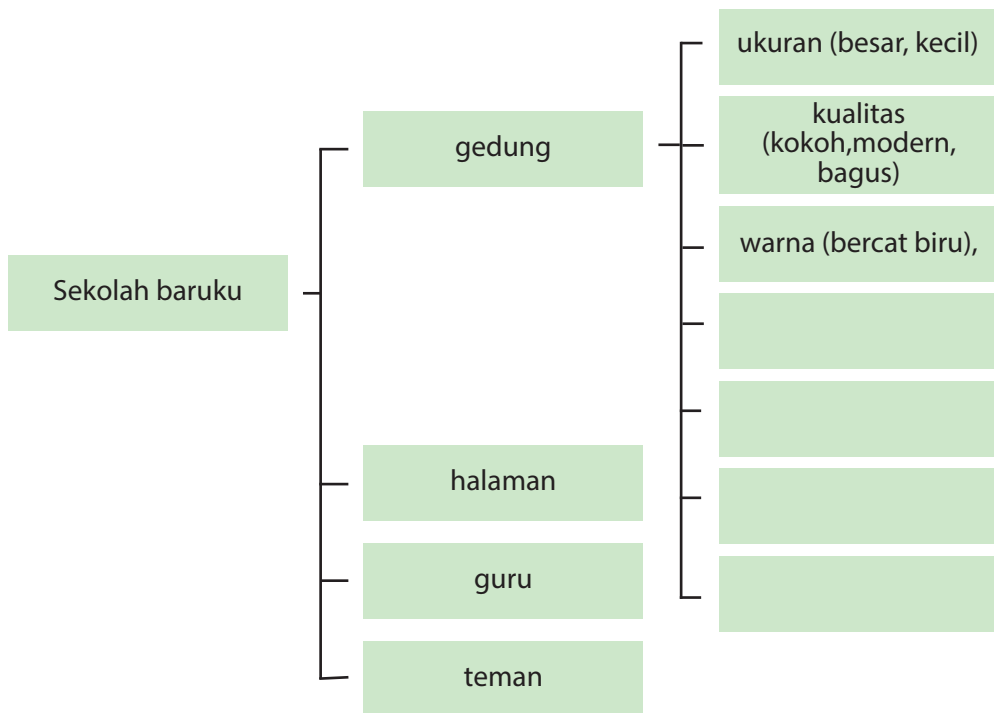 Sekolah baruku
gedung
halaman
guru
teman
ukuran (besar, kecil)
kualitas
(kokoh,modern,
bagus)
warna (bercat biru),